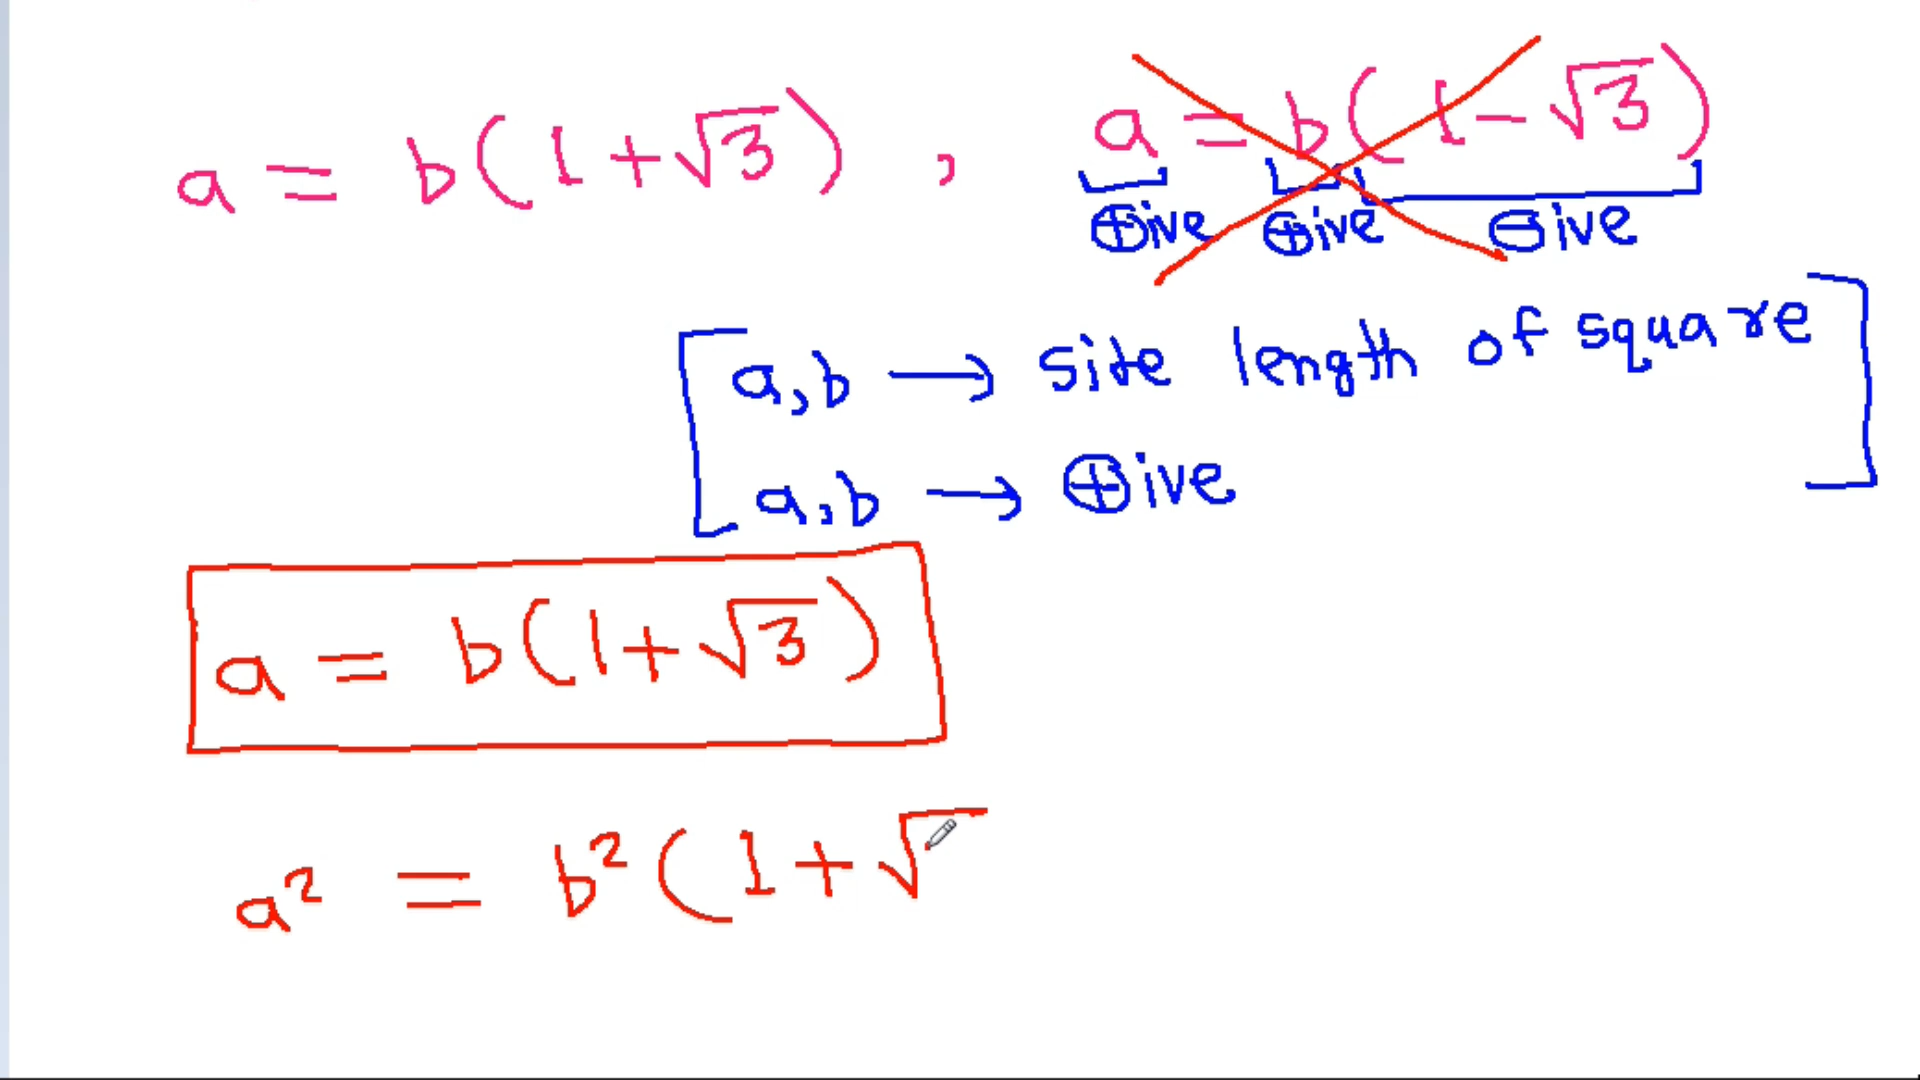 a = b(1+√3) , a = b(1-√3)
⊕ive ⊕ive ⊖ive
a,b → side length of square
a,b → ⊕ive
a = b(1+√3)
a² = b²(1+√